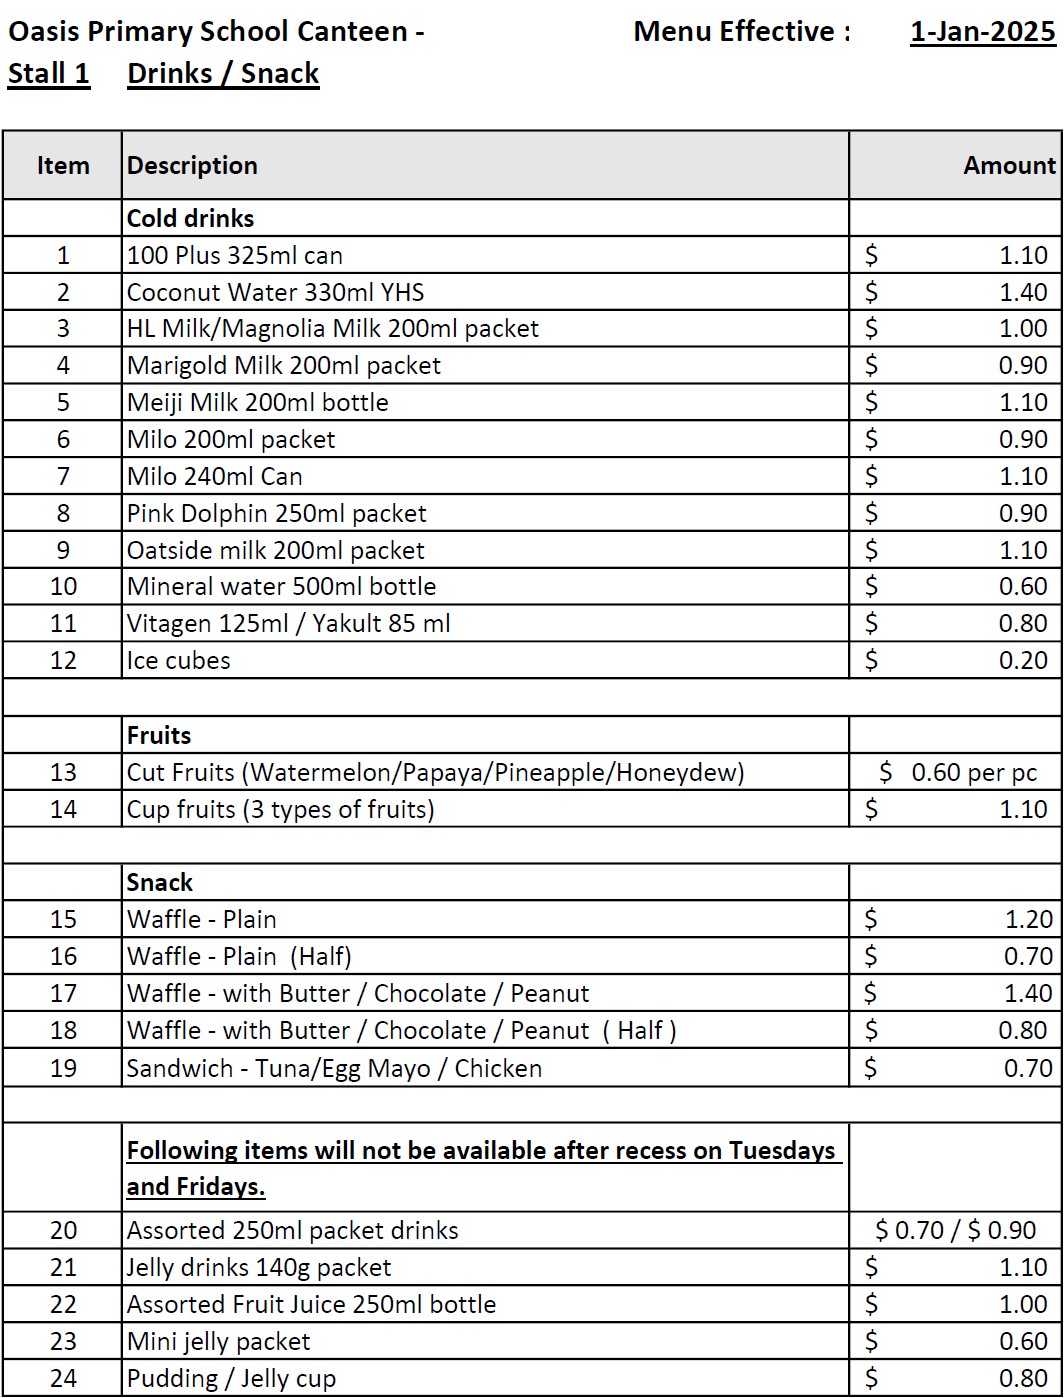 Oasis Primary School Canteen - Menu Effective : 1-Jan-2025
Stall 1 Drinks / Snack
Item Description Amount
Cold drinks
1 100 Plus 325ml can $ 1.10
2 Coconut Water 330ml YHS $ 1.40
3 HL Milk/Magnolia Milk 200ml packet $ 1.00
4 Marigold Milk 200ml packet $ 0.90
5 Meiji Milk 200ml bottle $ 1.10
6 Milo 200ml packet $ 0.90
7 Milo 240ml Can $ 1.10
8 Pink Dolphin 250ml packet $ 0.90
9 Oatside milk 200ml packet $ 1.10
10 Mineral water 500ml bottle $ 0.60
11 Vitagen 125ml / Yakult 85 ml $ 0.80
12 Ice cubes $ 0.20
Fruits
13 Cut Fruits (Watermelon/Papaya/Pineapple/Honeydew) $ 0.60 per pc
14 Cup fruits (3 types of fruits) $ 1.10
Snack
15 Waffle - Plain $ 1.20
16 Waffle - Plain (Half) $ 0.70
17 Waffle - with Butter / Chocolate / Peanut $ 1.40
18 Waffle - with Butter / Chocolate / Peanut ( Half ) $ 0.80
19 Sandwich - Tuna/Egg Mayo / Chicken $ 0.70
Following items will not be available after recess on Tuesdays
and Fridays.
20 Assorted 250ml packet drinks $ 0.70 / $ 0.90
21 Jelly drinks 140g packet $ 1.10
22 Assorted Fruit Juice 250ml bottle $ 1.00
23 Mini jelly packet $ 0.60
24 Pudding / Jelly cup $ 0.80